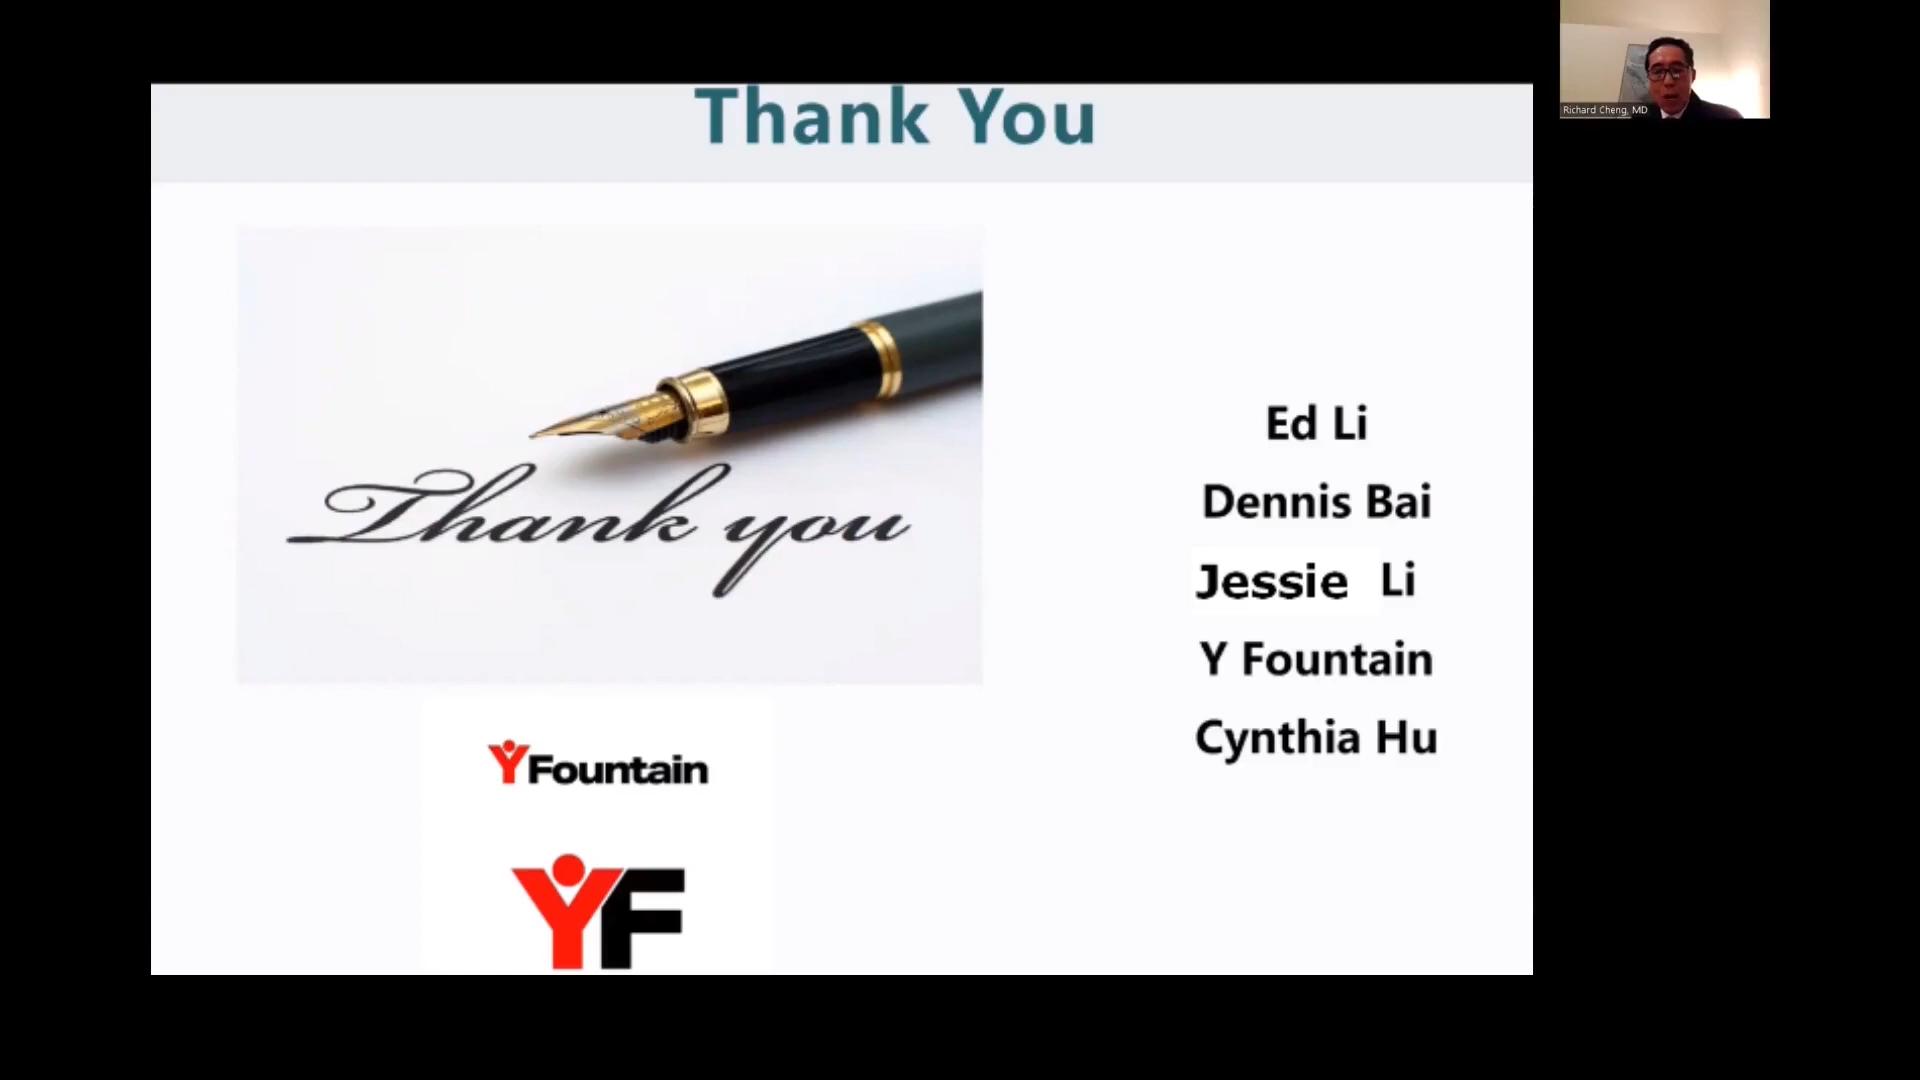 Thank You
Richard Cheng, MD
Thank you
Ed Li
Dennis Bai
Jessie Li
Y Fountain
Cynthia Hu
YFountain
YF